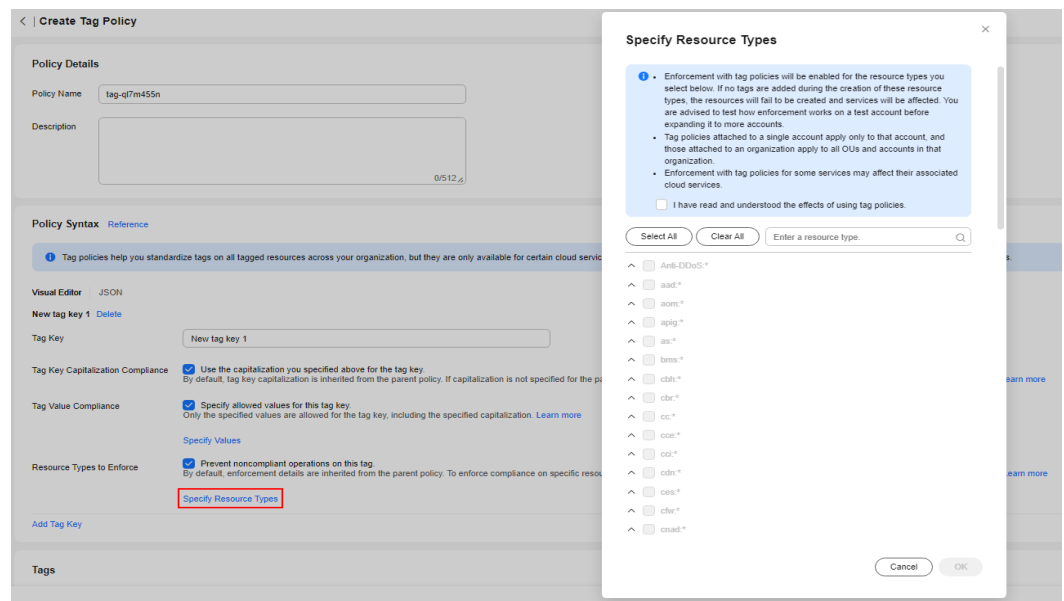 < | Create Tag Policy
Policy Details
Policy Name
tag-ql7m455n
Description
0/512
Policy Syntax Reference
Tag policies help you standardize tags on all tagged resources across your organization, but they are only available for certain cloud servic
s.
Visual Editor | JSON
New tag key 1 Delete
Tag Key
New tag key 1
Tag Key Capitalization Compliance
Use the capitalization you specified above for the tag key.
By default, tag key capitalization is inherited from the parent policy. If capitalization is not specified for the pa
earn more
Tag Value Compliance
Specify allowed values for this tag key.
Only the specified values are allowed for the tag key, including the specified capitalization. Learn more
Specify Values
Resource Types to Enforce
Prevent noncompliant operations on this tag.
By default, enforcement details are inherited from the parent policy. To enforce compliance on specific resou
earn more
Specify Resource Types
Add Tag Key
Tags
Specify Resource Types
• Enforcement with tag policies will be enabled for the resource types you
select below. If no tags are added during the creation of these resource
types, the resources will fail to be created and services will be affected. You
are advised to test how enforcement works on a test account before
expanding it to more accounts.
• Tag policies attached to a single account apply only to that account, and
those attached to an organization apply to all OUs and accounts in that
organization.
• Enforcement with tag policies for some services may affect their associated
cloud services.
I have read and understood the effects of using tag policies.
Select All
Clear All
Enter a resource type.
Anti-DDoS:*
aad:*
aom:*
apig:*
as:*
bms:*
cbh:*
cbr:*
cc:*
cce:*
cci:*
cdn:*
ces:*
cfw:*
cnad:*
Cancel
OK